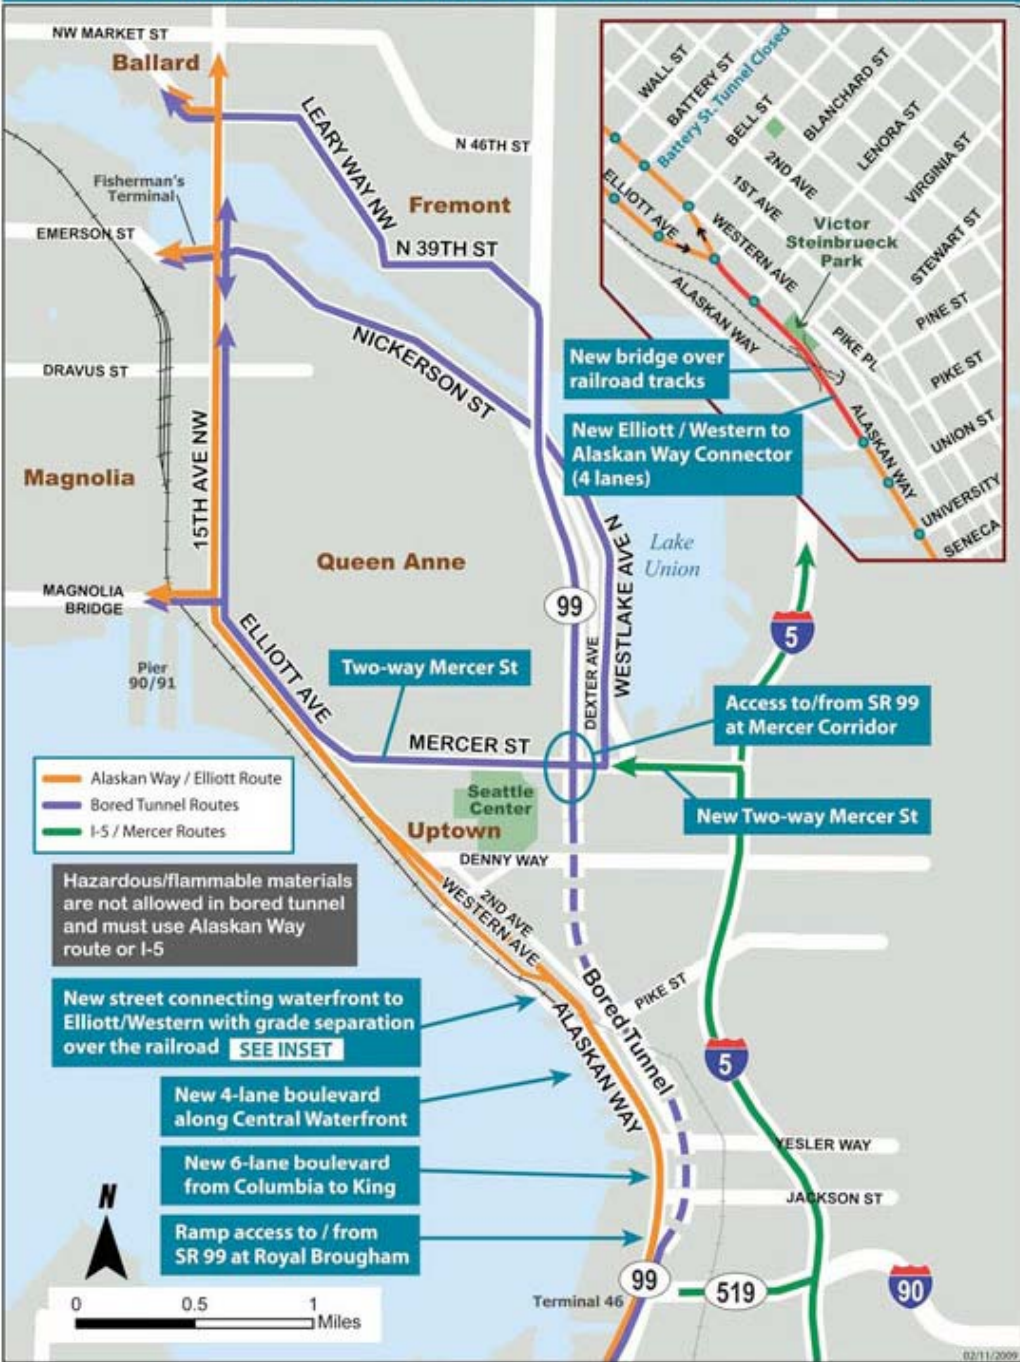 NW MARKET ST
Ballard
LEARY WAY NW
N 46TH ST
Fisherman's
Terminal
Fremont
EMERSON ST
N 39TH ST
NICKERSON ST
DRAVUS ST
15TH AVE NW
Magnolia
Queen Anne
Lake
Union
MAGNOLIA
BRIDGE
99
WESTLAKE AVE N
DEXTER AVE
5
ELLIOTT AVE
Pier
90/91
Two-way Mercer St
Access to/from SR 99
at Mercer Corridor
MERCER ST
Seattle
Center
New Two-way Mercer St
Uptown
DENNY WAY
Alaskan Way / Elliott Route
Bored Tunnel Routes
I-5 / Mercer Routes
Hazardous/flammable materials
are not allowed in bored tunnel
and must use Alaskan Way
route or I-5
2ND AVE
WESTERN AVE
New street connecting waterfront to
Elliott/Western with grade separation
over the railroad SEE INSET
PIKE ST
Bored Tunnel
ALASKAN WAY
5
New 4-lane boulevard
along Central Waterfront
YESLER WAY
New 6-lane boulevard
from Columbia to King
JACKSON ST
Ramp access to / from
SR 99 at Royal Brougham
N
99
519
90
Terminal 46
0 0.5 1
Miles
02/11/2009
WALL ST
BATTERY ST
Battery St. Tunnel Closed
BELL ST
BLANCHARD ST
LENORA ST
2ND AVE
VIRGINIA ST
1ST AVE
ELLIOTT AVE
WESTERN AVE
Victor
Steinbrueck
Park
STEWART ST
ALASKAN WAY
PINE ST
PIKE PL
New bridge over
railroad tracks
PIKE ST
New Elliott / Western to
Alaskan Way Connector
(4 lanes)
ALASKAN WAY
UNION ST
UNIVERSITY
SENECA